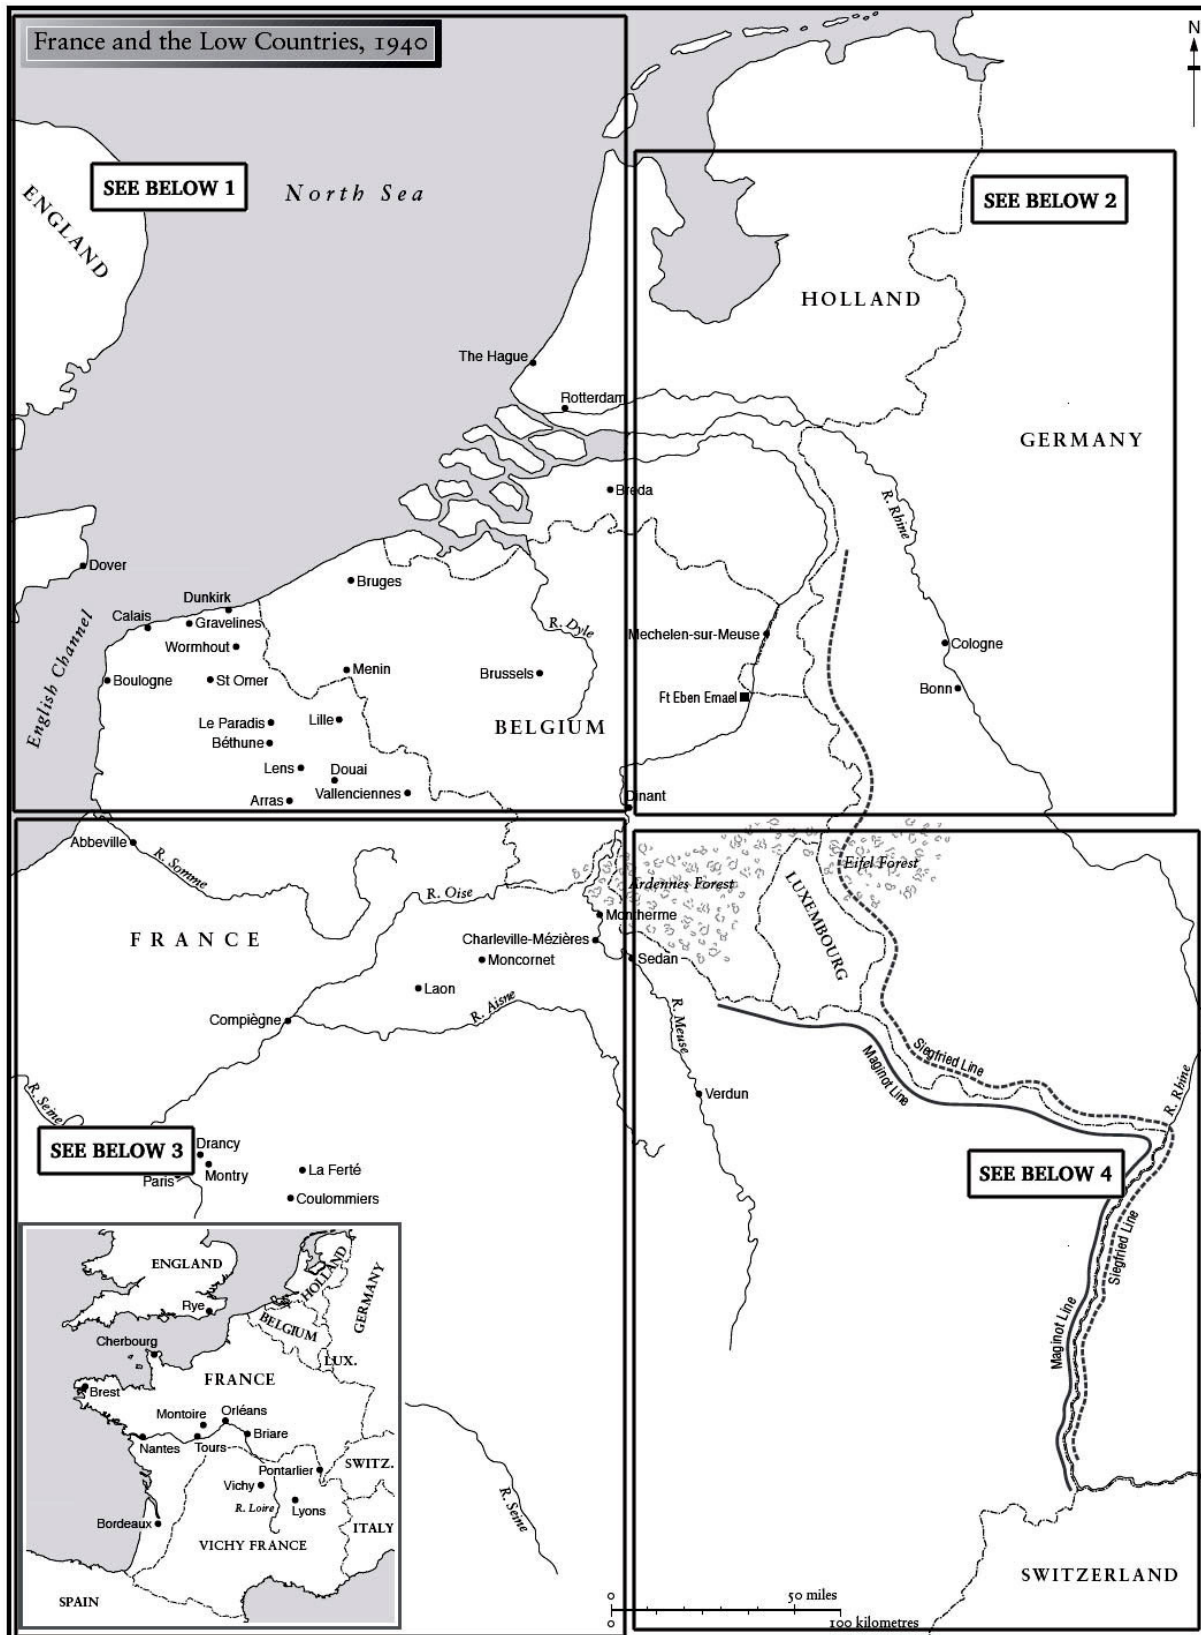 France and the Low Countries, 1940
N
SEE BELOW 1
ENGLAND
North Sea
SEE BELOW 2
HOLLAND
The Hague
Rotterdam
GERMANY
Breda
R. Rhine
Dover
Bruges
Dunkirk
Calais
Gravelines
English Channel
Wormhout
R. Dyle
Mechelen-sur-Meuse
Cologne
Boulogne
St Omer
Menin
Brussels
Ft Eben Emael
Bonn
Le Paradis
Lille
BELGIUM
Béthune
Lens
Douai
Vallenciennes
Arras
Dinant
Abbeville
R. Somme
R. Oise
Ardennes Forest
Eifel Forest
LUXEMBOURG
Montherme
FRANCE
Charleville-Mézières
Moncornet
Sedan
Laon
R. Aisne
R. Meuse
Compiègne
Siegfried Line
Maginot Line
R. Seine
Verdun
R. Rhine
SEE BELOW 3
Drancy
Montry
Paris
La Ferté
Coulommiers
SEE BELOW 4
Siegfried Line
Maginot Line
ENGLAND
HOLLAND
GERMANY
Rye
BELGIUM
Cherbourg
LUX.
FRANCE
Brest
Montoire
Orléans
Briare
Nantes
Tours
Pontarlier
SWITZ.
Vichy
R. Loire
Lyons
Bordeaux
ITALY
VICHY FRANCE
SPAIN
R. Seine
SWITZERLAND
0
50 miles
0
100 kilometres